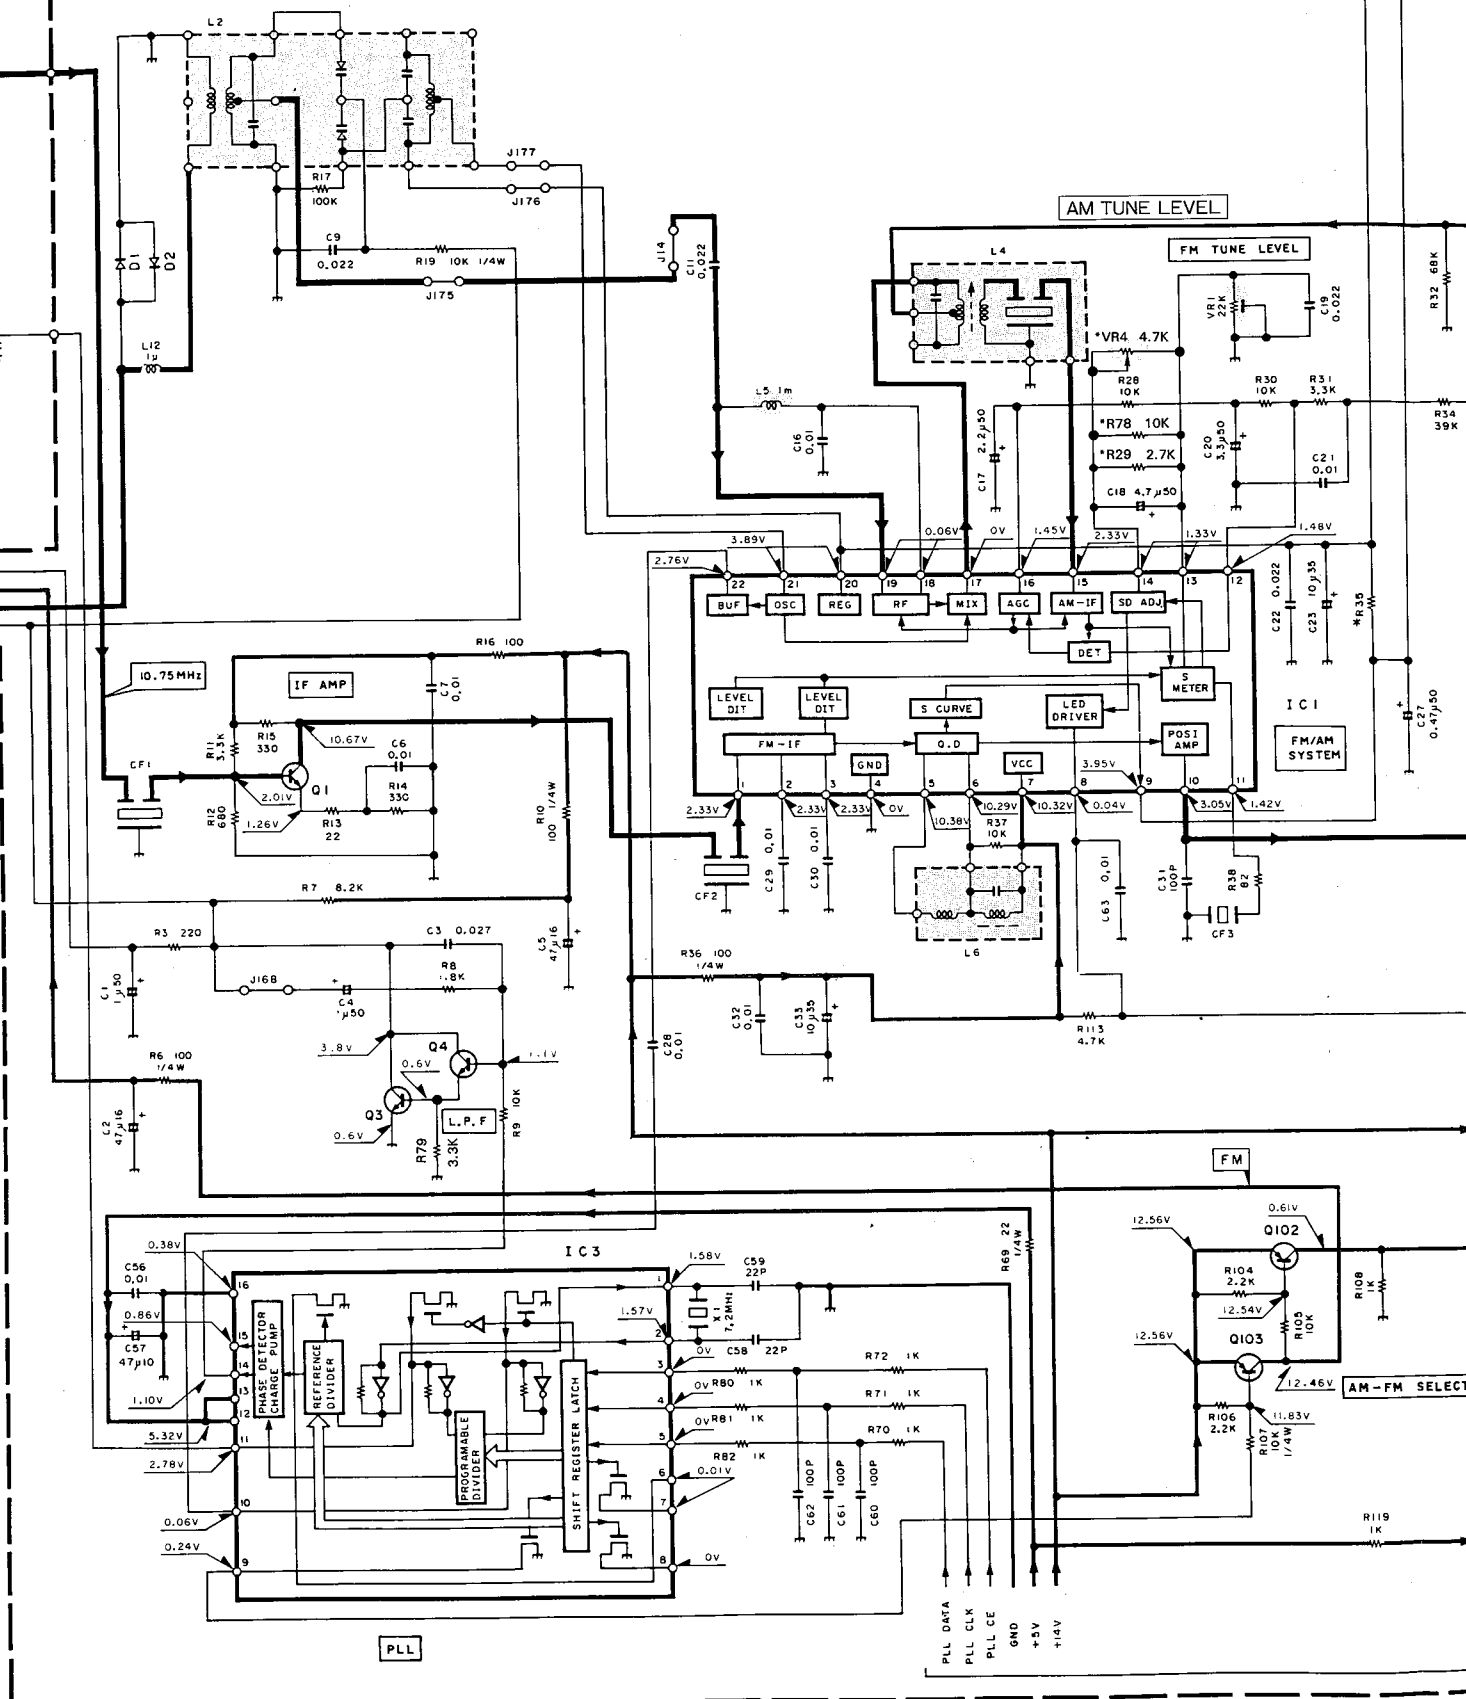 L2
R17
100K
C9
0.022
R19 10K 1/4W
J175
J177
J176
D1
D2
L12
1µ
J14
C11
0.022
AM TUNE LEVEL
FM TUNE LEVEL
L4
VR1
22K
C19
0.022
R32 68K
*VR4 4.7K
R28
10K
R30
10K
R31
3.3K
R34
39K
*R78 10K
*R29 2.7K
C18 4.7µ50
C20
3.3µ50
C21
0.01
L5 1m
C16
0.01
C17 2.2µ50
2.76V
3.89V
0.06V
0V
1.45V
2.33V
1.33V
1.48V
22
21
20
19
18
17
16
15
14
13
12
BUF
OSC
REG
RF
MIX
AGC
AM-IF
SD ADJ
DET
S
METER
LEVEL
DIT
LEVEL
DIT
S CURVE
LED
DRIVER
POSI
AMP
FM-IF
Q.D
GND
VCC
IC1
FM/AM
SYSTEM
C22 0.022
C23 10µ35
*R35
C27
0.47µ50
1
2
3
4
5
6
7
8
9
10
11
2.33V
2.33V
2.33V
0V
10.38V
10.29V
10.32V
0.04V
3.95V
3.05V
1.42V
10.75MHz
IF AMP
R16 100
C7
0.01
R11
3.3K
R15
330
10.67V
C6
0.01
R14
330
CF1
Q1
2.01V
R12
680
1.26V
R13
22
R10
100 1/4W
CF2
C29 0.01
C30 0.01
R37
10K
L6
C63 0.01
C31
100P
R38
82
CF3
R7 8.2K
R3 220
C3 0.027
C5
47µ16
C1
1µ50
J168
C4
1µ50
R8
1.8K
R36 100
1/4W
C32
0.01
C33
10µ35
R113
4.7K
C28
0.01
R6 100
1/4W
C2
47µ16
3.8V
Q4
0.6V
Q3
0.6V
L.P.F
R79
3.3K
R9 10K
FM
0.38V
IC3
1.58V
C59
22P
R69 22
1/4W
12.56V
0.61V
Q102
R104
2.2K
12.54V
R105
10K
R108
1K
C56
0.01
0.86V
C57
47µ10
1.10V
5.32V
2.78V
0.06V
0.24V
16
15
14
13
12
11
10
9
PHASE DETECTOR
CHARGE PUMP
REFERENCE
DIVIDER
PROGRAMABLE
DIVIDER
SHIFT REGISTER LATCH
1
2
3
4
5
6
7
8
1.57V
X1
7.2MHz
C58 22P
0V
R80 1K
R72 1K
0V
R81 1K
R71 1K
0V
R82 1K
R70 1K
0.01V
0V
C62 100P
C61 100P
C60 100P
12.56V
Q103
12.46V
AM-FM SELECT
R106
2.2K
11.83V
R107
10K
1/4W
R119
1K
PLL DATA
PLL CLK
PLL CE
GND
+5V
+14V
PLL